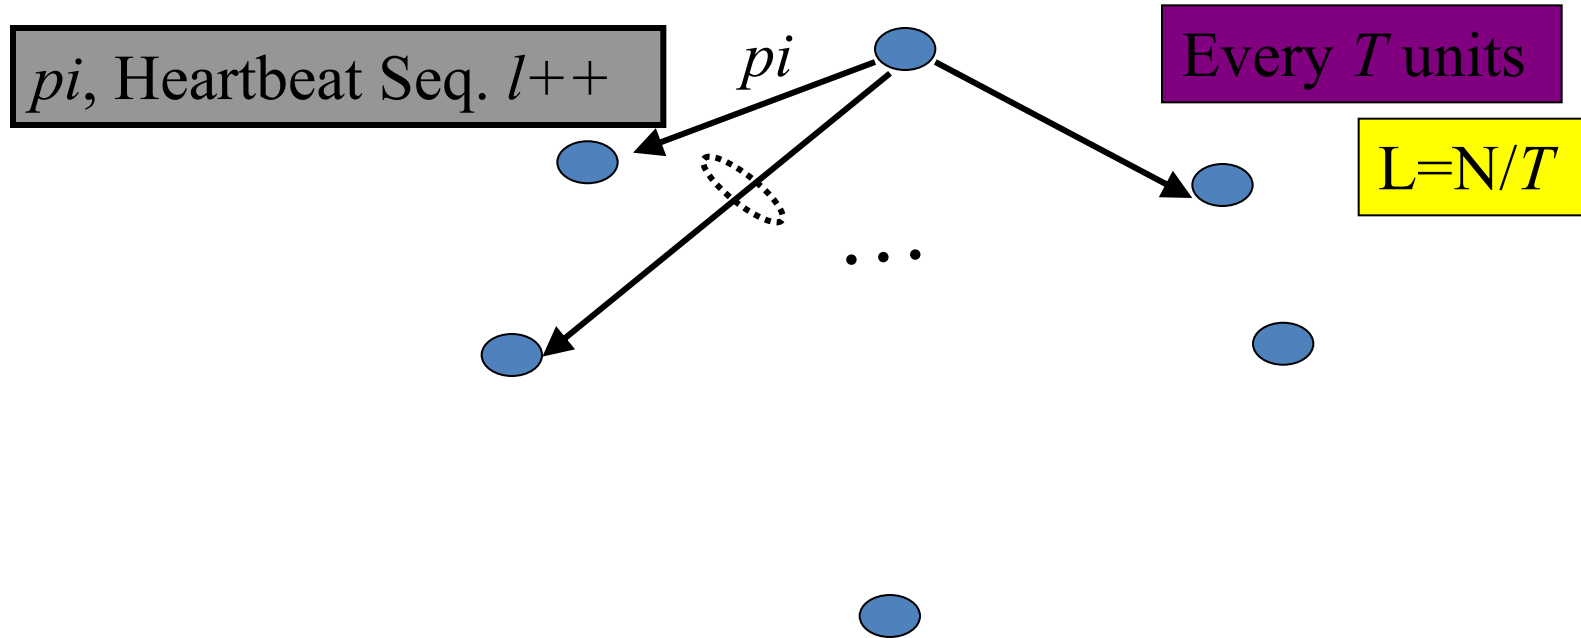 pi, Heartbeat Seq. l++
pi
Every T units
L=N/T
. . .